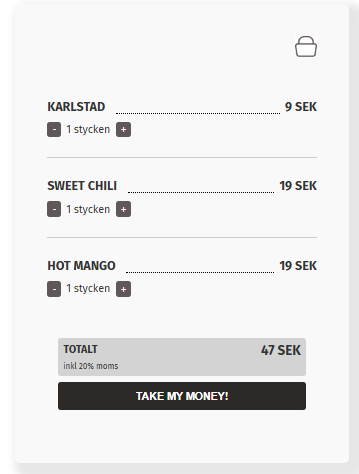 KARLSTAD 9 SEK
- 1 stycken +
SWEET CHILI 19 SEK
- 1 stycken +
HOT MANGO 19 SEK
- 1 stycken +
TOTALT 47 SEK
inkl 20% moms
TAKE MY MONEY!